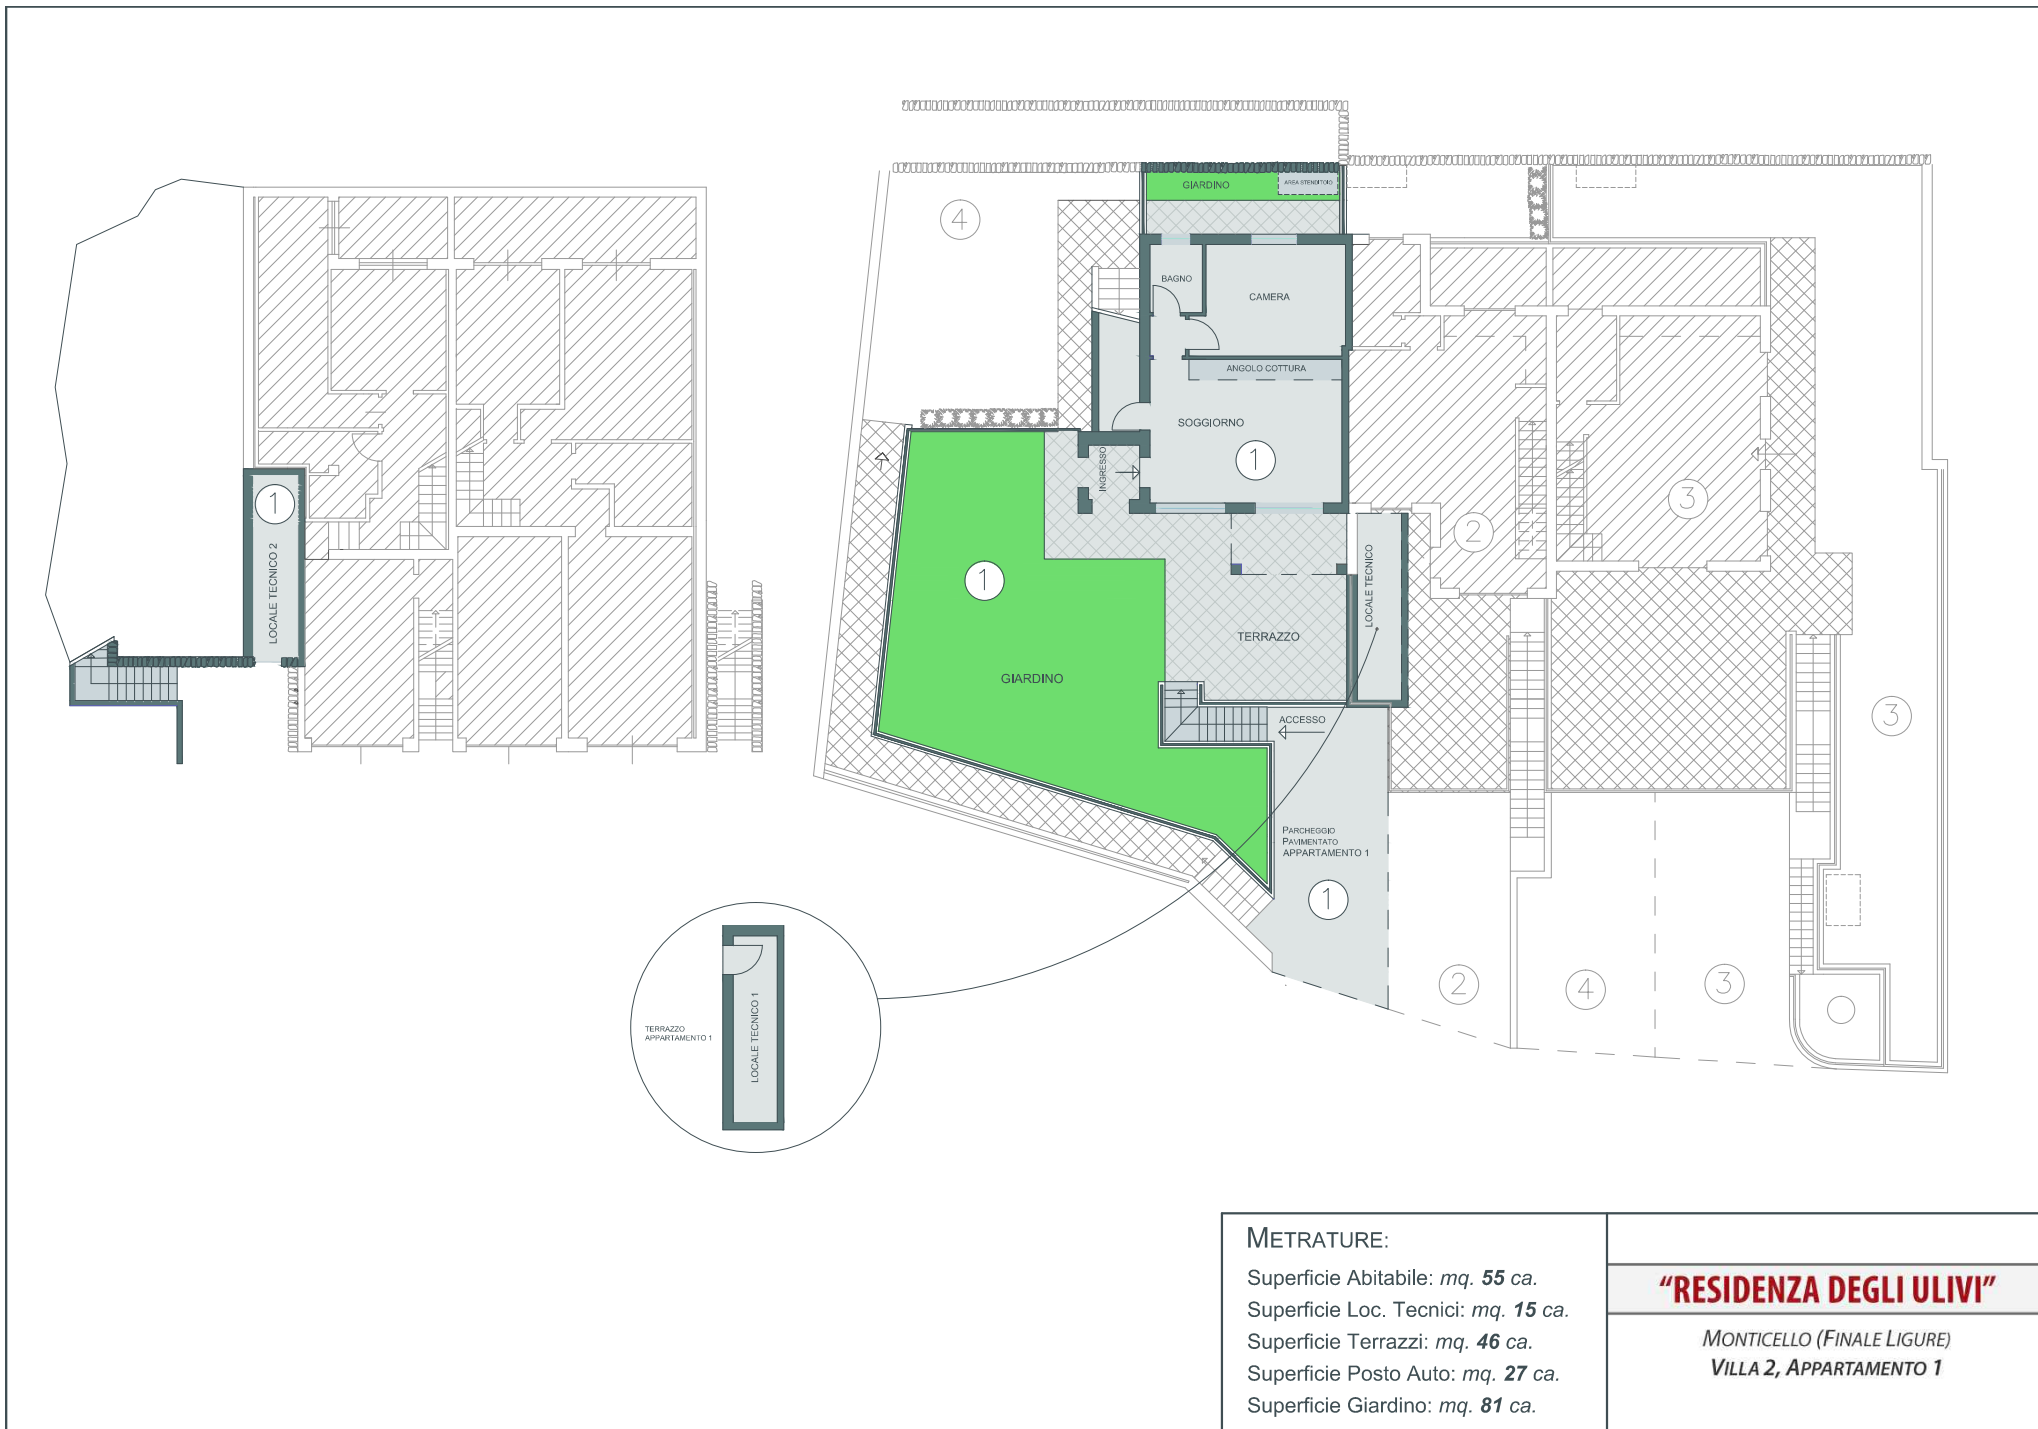 GIARDINO
AREA STENDITOIO
4
BAGNO
CAMERA
ANGOLO COTTURA
SOGGIORNO
1
INGRESSO
1
LOCALE TECNICO 2
3
2
1
LOCALE TECNICO
TERRAZZO
GIARDINO
ACCESSO
3
PARCHEGGIO
PAVIMENTATO
APPARTAMENTO 1
1
2
4
3
TERRAZZO
APPARTAMENTO 1
LOCALE TECNICO 1
METRATURE:
Superficie Abitabile: mq. 55 ca.
Superficie Loc. Tecnici: mq. 15 ca.
Superficie Terrazzi: mq. 46 ca.
Superficie Posto Auto: mq. 27 ca.
Superficie Giardino: mq. 81 ca.
“RESIDENZA DEGLI ULIVI”
MONTICELLO (FINALE LIGURE)
VILLA 2, APPARTAMENTO 1